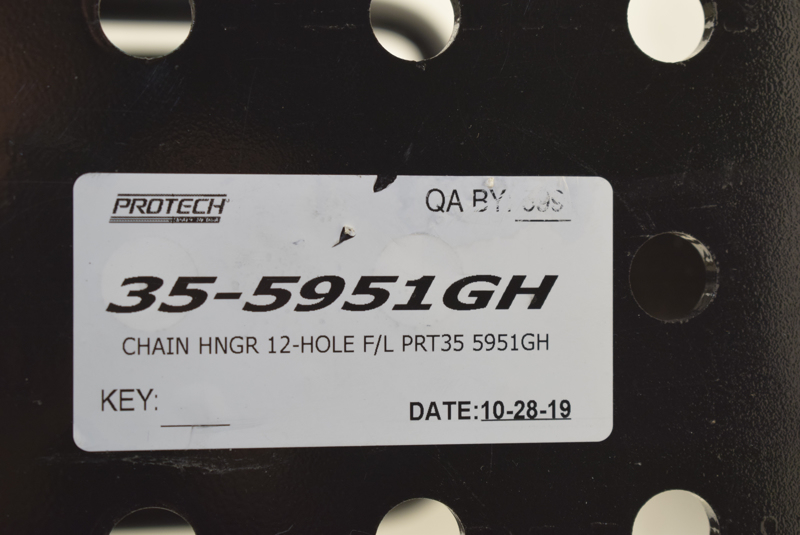 PROTECH
QA BY:
35-5951GH
CHAIN HNGR 12-HOLE F/L PRT35 5951GH
KEY:
DATE:10-28-19